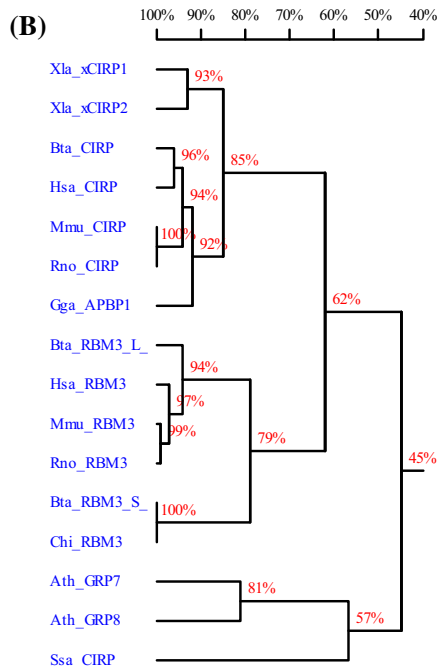 (B)
100% 90% 80% 70% 60% 50% 40%
Xla_xCIRP1
93%
Xla_xCIRP2
Bta_CIRP
96%
85%
Hsa_CIRP
94%
Mmu_CIRP
100%
92%
Rno_CIRP
Gga_APBP1
62%
Bta_RBM3_L_
94%
Hsa_RBM3
97%
Mmu_RBM3
99%
79%
Rno_RBM3
45%
Bta_RBM3_S_
100%
Chi_RBM3
Ath_GRP7
81%
Ath_GRP8
57%
Ssa_CIRP